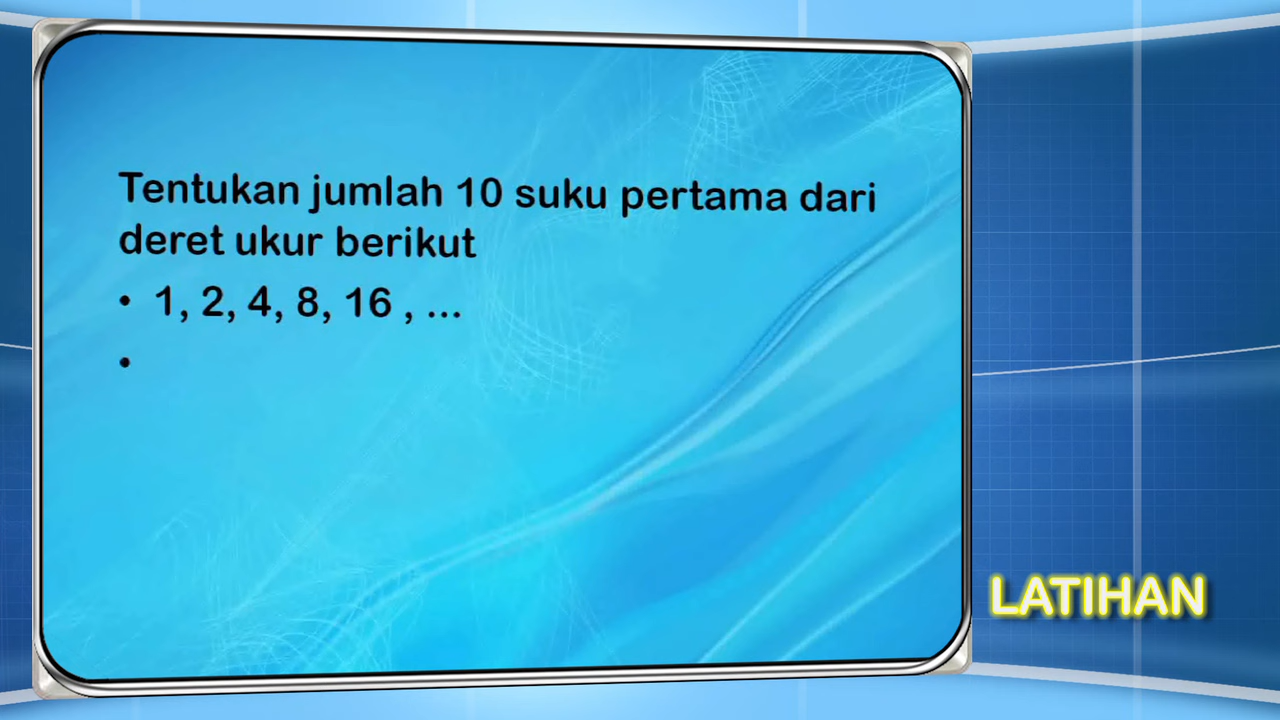 Tentukan jumlah 10 suku pertama dari
deret ukur berikut
• 1, 2, 4, 8, 16 , ...
•
LATIHAN